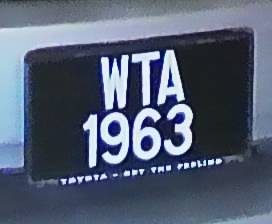 WTA
1963
TOYOTA - GET THE FEELING